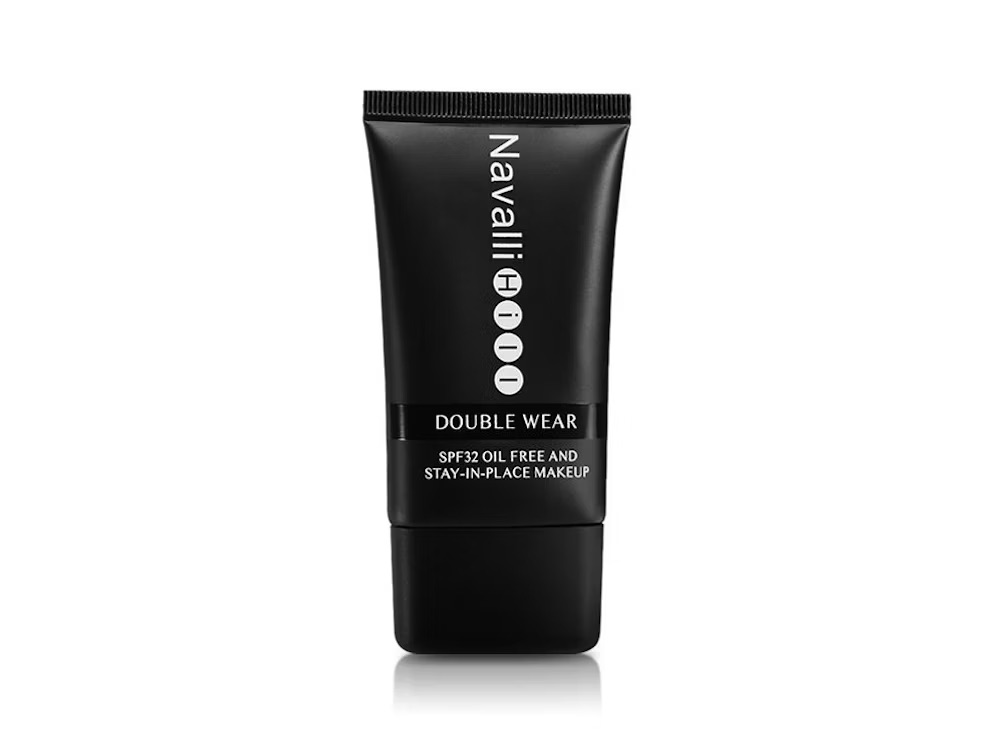 Navalli Hill
DOUBLE WEAR
SPF32 OIL FREE AND
STAY-IN-PLACE MAKEUP